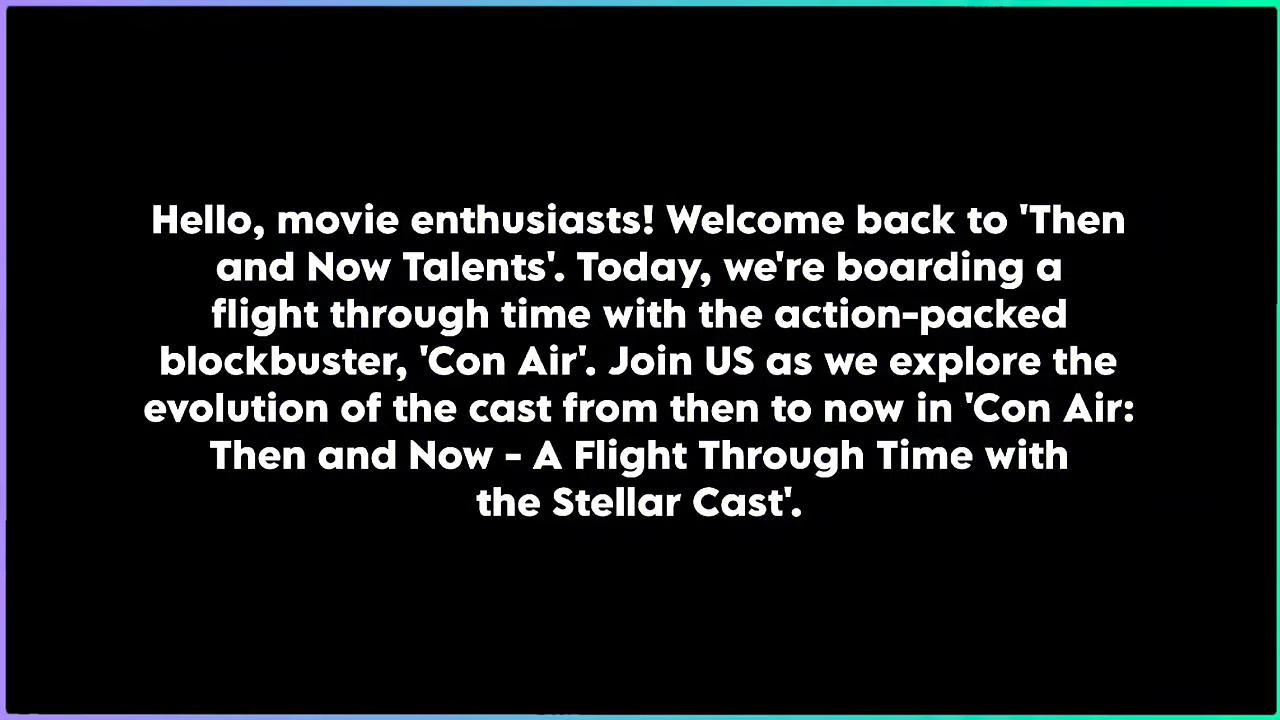 Hello, movie enthusiasts! Welcome back to 'Then
and Now Talents'. Today, we're boarding a
flight through time with the action-packed
blockbuster, 'Con Air'. Join US as we explore the
evolution of the cast from then to now in 'Con Air:
Then and Now - A Flight Through Time with
the Stellar Cast'.